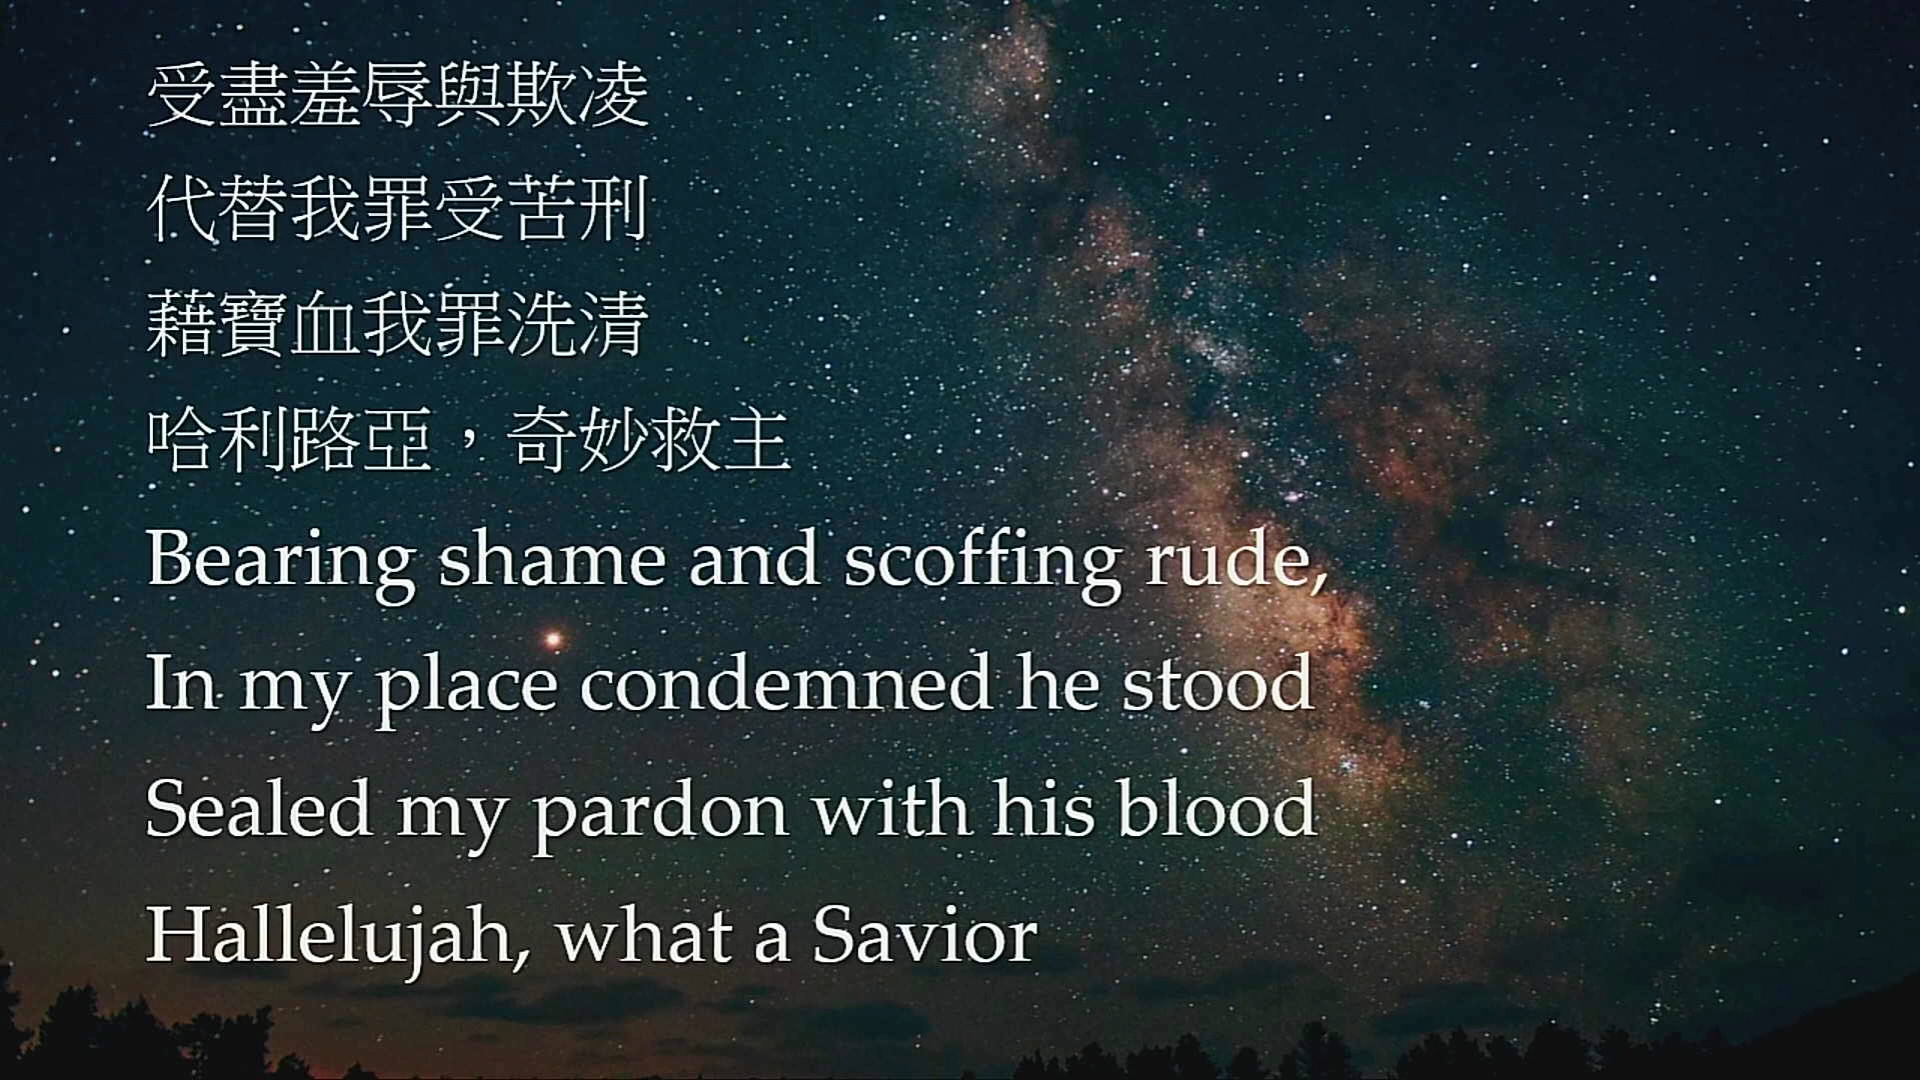 受盡羞辱與欺凌
代替我罪受苦刑
藉寶血我罪洗清
哈利路亞，奇妙救主
Bearing shame and scoffing rude,
In my place condemned he stood
Sealed my pardon with his blood
Hallelujah, what a Savior